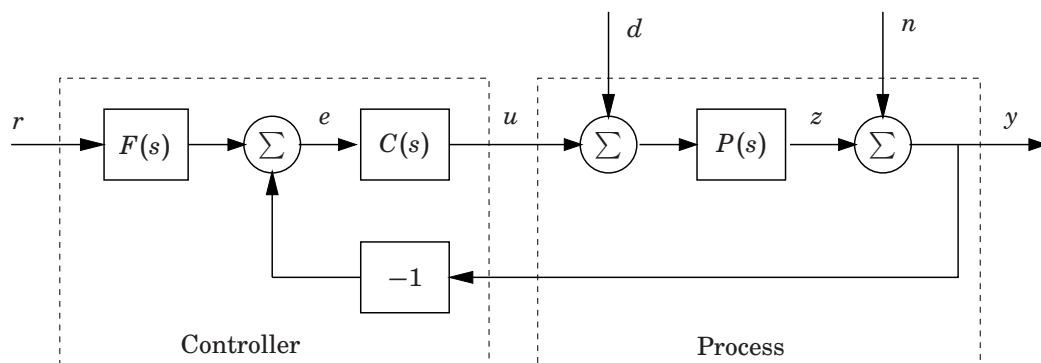 d
n
r
F(s)
Σ
e
C(s)
u
Σ
P(s)
z
Σ
y
−1
Controller
Process